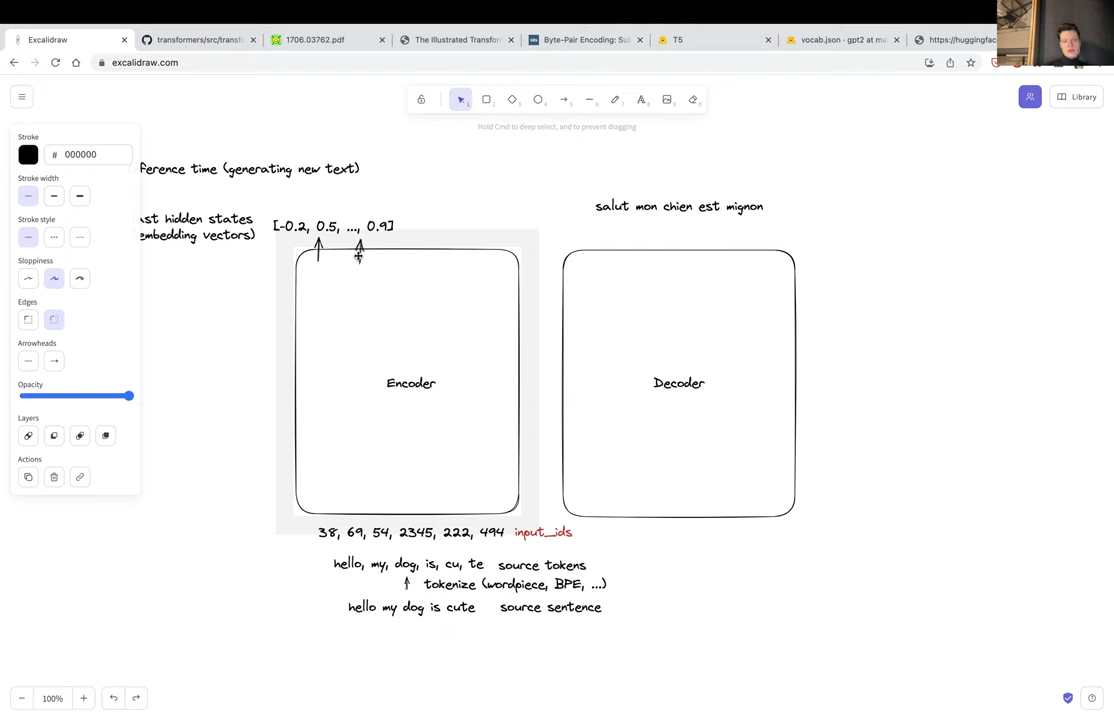 Excalidraw
transformers/src/transf
1706.03762.pdf
The Illustrated Transfor
Byte-Pair Encoding: Sul
T5
vocab.json · gpt2 at ma
https://huggingfac
excalidraw.com
Library
Hold Cmd to deep select, and to prevent dragging
Stroke
# 000000
Stroke width
Stroke style
Sloppiness
Edges
Arrowheads
Opacity
Layers
Actions
ference time (generating new text)
ast hidden states
embedding vectors)
[-0.2, 0.5, ..., 0.9]
salut mon chien est mignon
Encoder
Decoder
38, 69, 54, 2345, 222, 494 input_ids
hello, my, dog, is, cu, te source tokens
tokenize (wordpiece, BPE, ...)
hello my dog is cute source sentence
100%